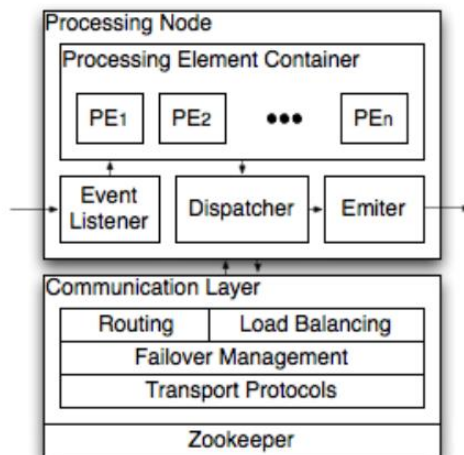 Processing Node
Processing Element Container
PE1 PE2 ●●● PEn
Event
Listener
Dispatcher
Emiter
Communication Layer
Routing
Load Balancing
Failover Management
Transport Protocols
Zookeeper